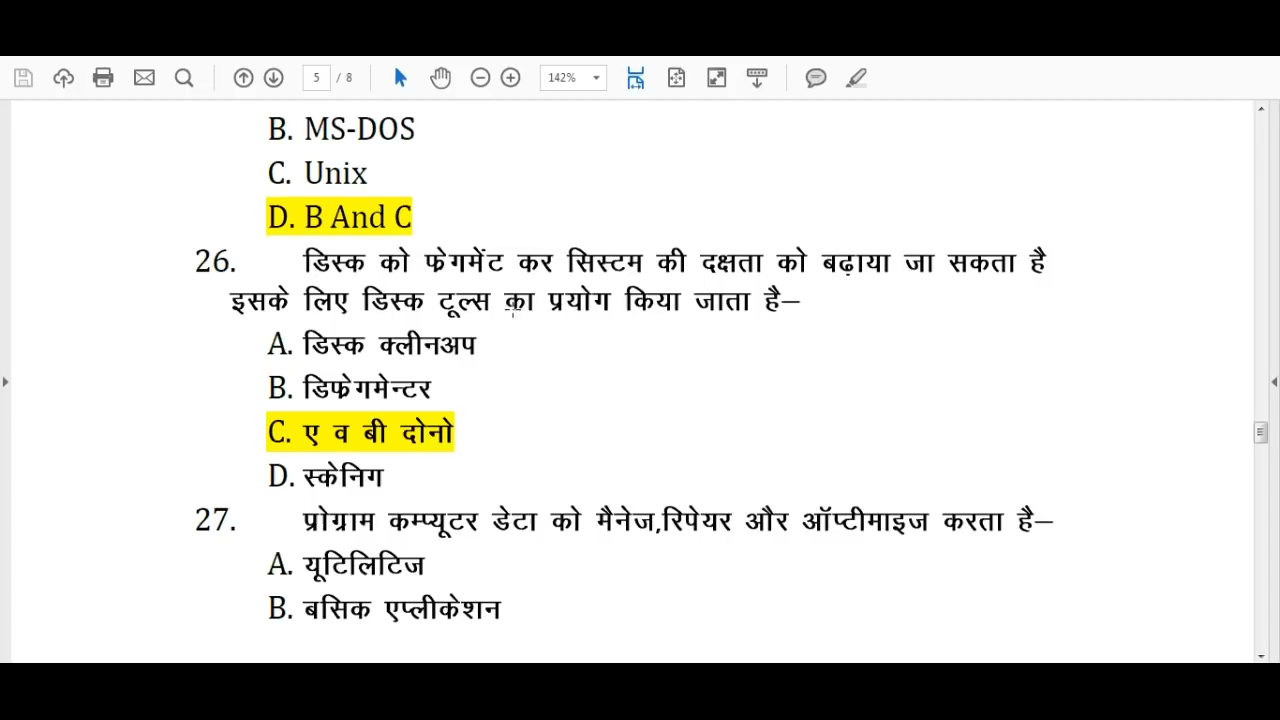 5 / 8 142%
B. MS-DOS
C. Unix
D. B And C
26. डिस्क को फ्रेगमेंट कर सिस्टम की दक्षता को बढ़ाया जा सकता है
इसके लिए डिस्क टूल्स का प्रयोग किया जाता है–
A. डिस्क क्लीनअप
B. डिफ्रेगमेन्टर
C. ए व बी दोनो
D. स्केनिग
27. प्रोग्राम कम्प्यूटर डेटा को मैनेज,रिपेयर और ऑप्टीमाइज करता है–
A. यूटिलिटिज
B. बसिक एप्लीकेशन